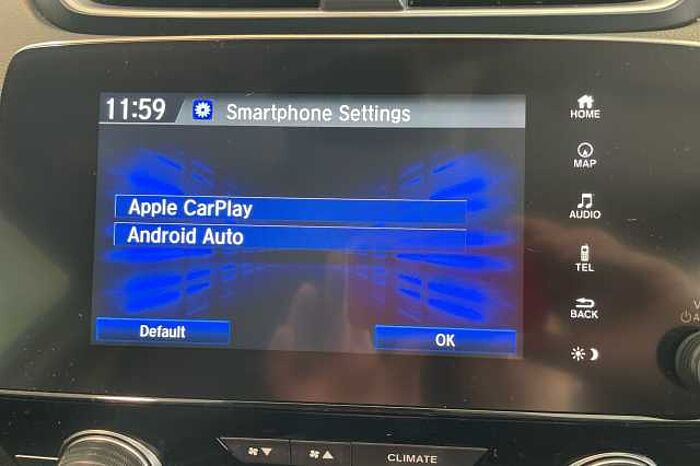 11:59 Smartphone Settings
Apple CarPlay
Android Auto
Default
OK
HOME
MAP
AUDIO
TEL
BACK
CLIMATE